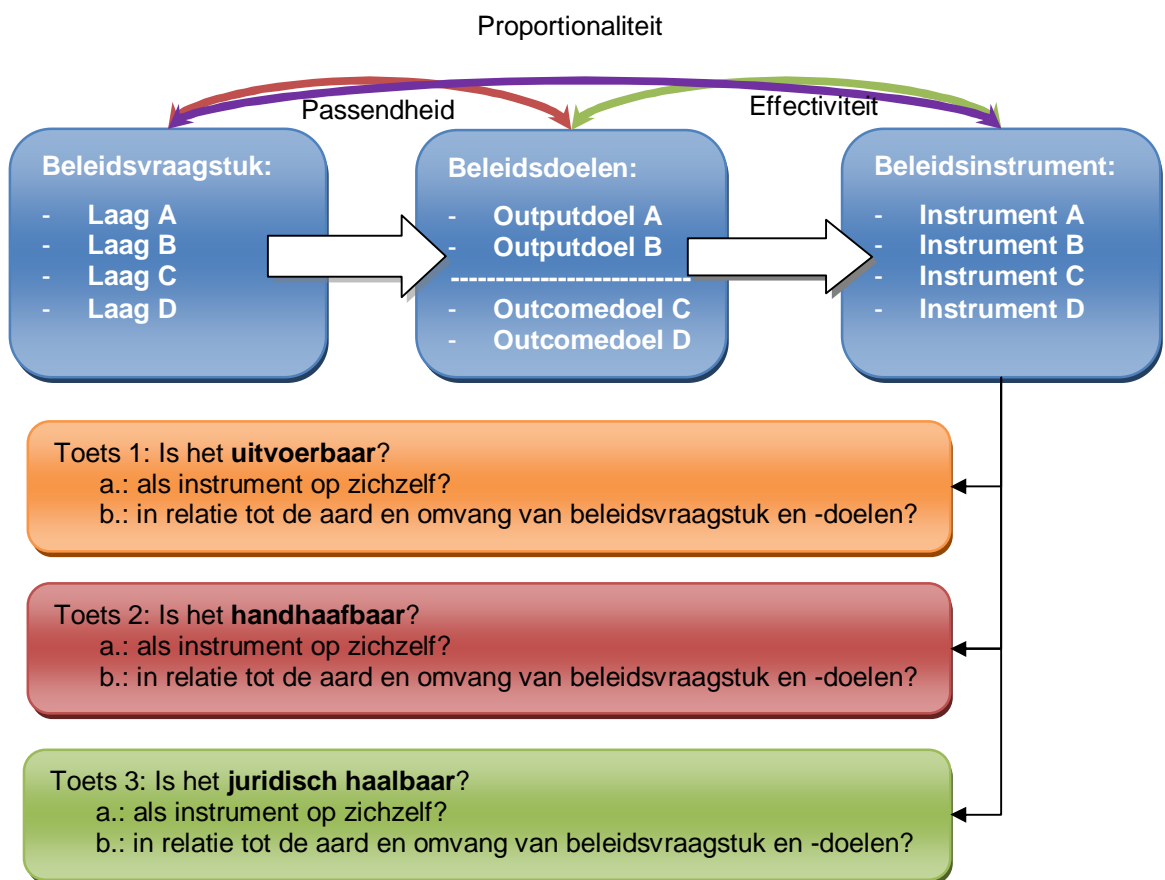 Proportionaliteit
Passendheid
Effectiviteit
Beleidsvraagstuk:
- Laag A
- Laag B
- Laag C
- Laag D
Beleidsdoelen:
- Outputdoel A
- Outputdoel B
---------------------------
- Outcomedoel C
- Outcomedoel D
Beleidsinstrument:
- Instrument A
- Instrument B
- Instrument C
- Instrument D
Toets 1: Is het uitvoerbaar?
a.: als instrument op zichzelf?
b.: in relatie tot de aard en omvang van beleidsvraagstuk en -doelen?
Toets 2: Is het handhaafbaar?
a.: als instrument op zichzelf?
b.: in relatie tot de aard en omvang van beleidsvraagstuk en -doelen?
Toets 3: Is het juridisch haalbaar?
a.: als instrument op zichzelf?
b.: in relatie tot de aard en omvang van beleidsvraagstuk en -doelen?